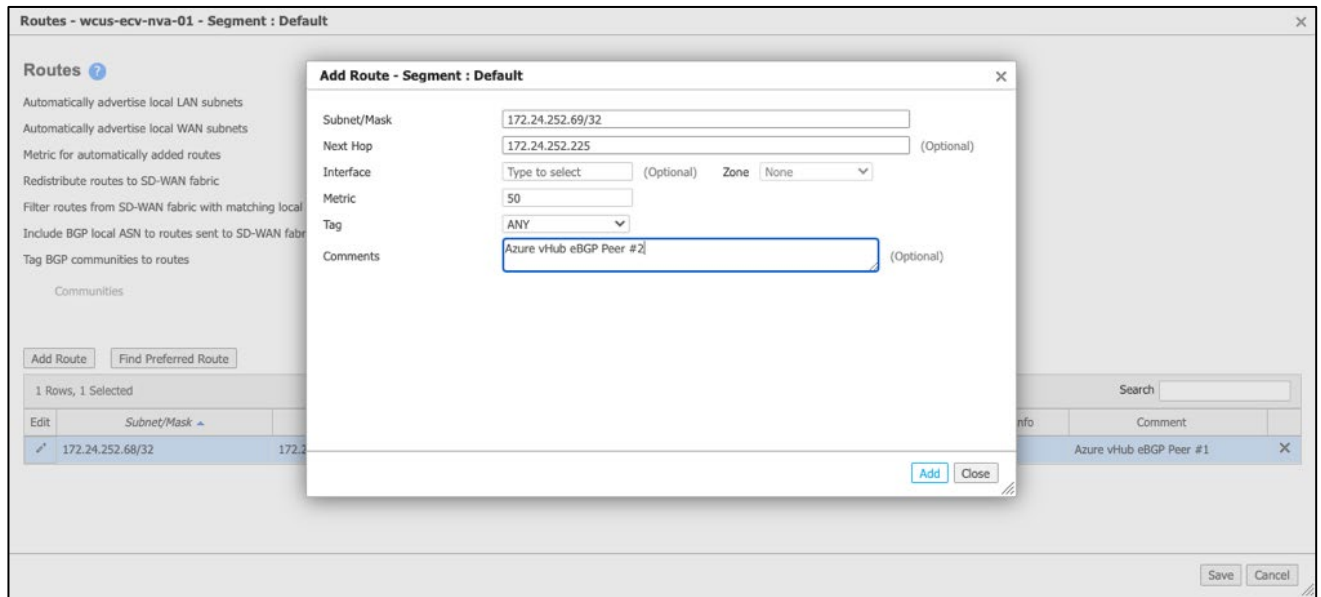 Routes - wcus-ecv-nva-01 - Segment : Default
Routes
Automatically advertise local LAN subnets
Automatically advertise local WAN subnets
Metric for automatically added routes
Redistribute routes to SD-WAN fabric
Filter routes from SD-WAN fabric with matching local
Include BGP local ASN to routes sent to SD-WAN fabr
Tag BGP communities to routes
Communities
Add Route - Segment : Default
Subnet/Mask 172.24.252.69/32
Next Hop 172.24.252.225 (Optional)
Interface Type to select (Optional) Zone None
Metric 50
Tag ANY
Comments Azure vHub eBGP Peer #2 (Optional)
Add Close
Add Route Find Preferred Route
1 Rows, 1 Selected Search
Edit Subnet/Mask nfo Comment
172.24.252.68/32 172.2 Azure vHub eBGP Peer #1
Save Cancel